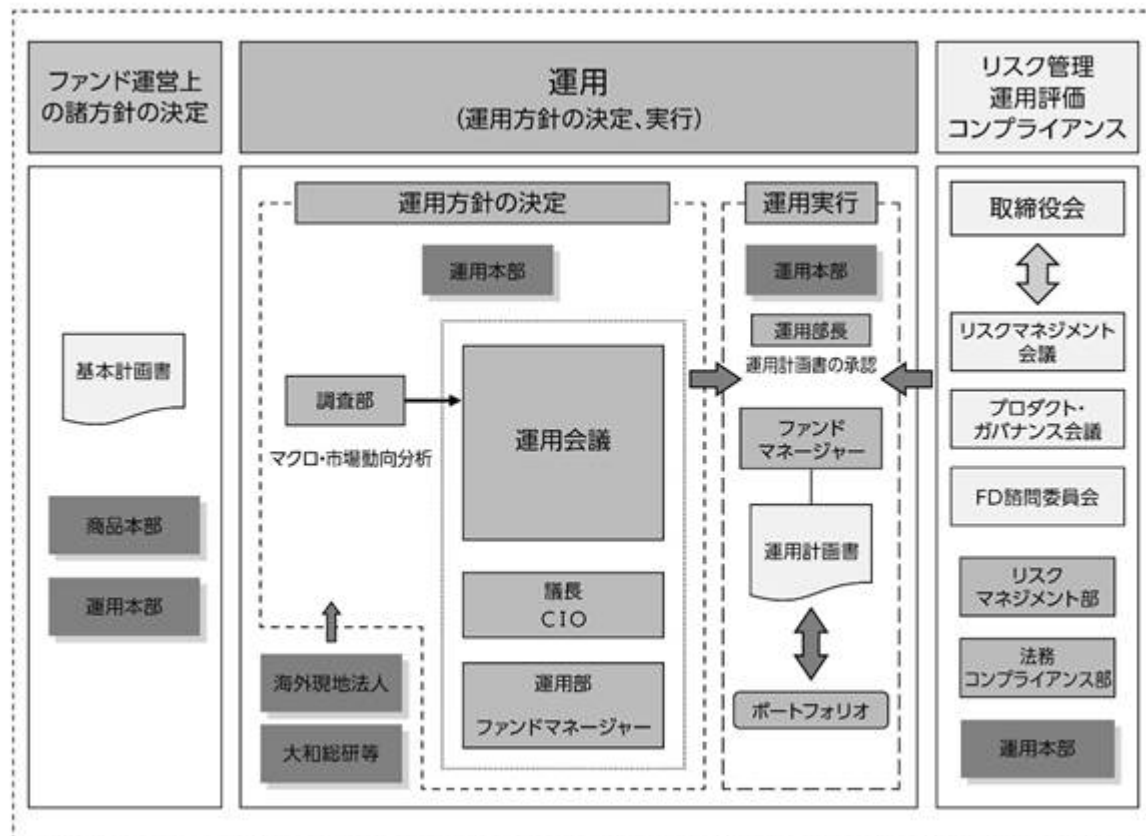 ファンド運営上
の諸方針の決定
運用
(運用方針の決定、実行)
リスク管理
運用評価
コンプライアンス
基本計画書
商品本部
運用本部
運用方針の決定
運用本部
調査部
マクロ・市場動向分析
運用会議
議長
CIO
運用部
ファンドマネージャー
海外現地法人
大和総研等
運用実行
運用本部
運用部長
運用計画書の承認
ファンド
マネージャー
運用計画書
ポートフォリオ
取締役会
リスクマネジメント
会議
プロダクト・
ガバナンス会議
FD諮問委員会
リスク
マネジメント部
法務
コンプライアンス部
運用本部